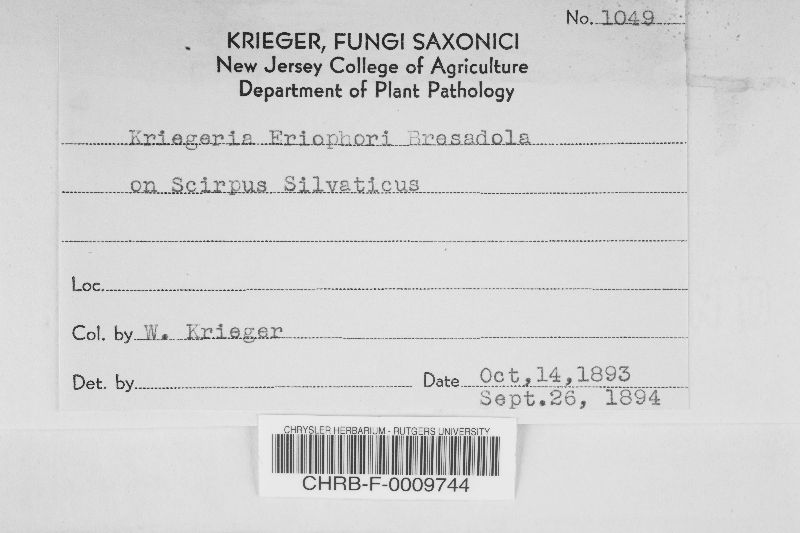 No. 1049
KRIEGER, FUNGI SAXONICI
New Jersey College of Agriculture
Department of Plant Pathology
Kriegeria Eriophori Bresadola
on Scirpus Silvaticus
Loc.
Col. by W. Krieger
Det. by Date Oct,14,1893
Sept.26, 1894
CHRYSLER HERBARIUM - RUTGERS UNIVERSITY
CHRB-F-0009744